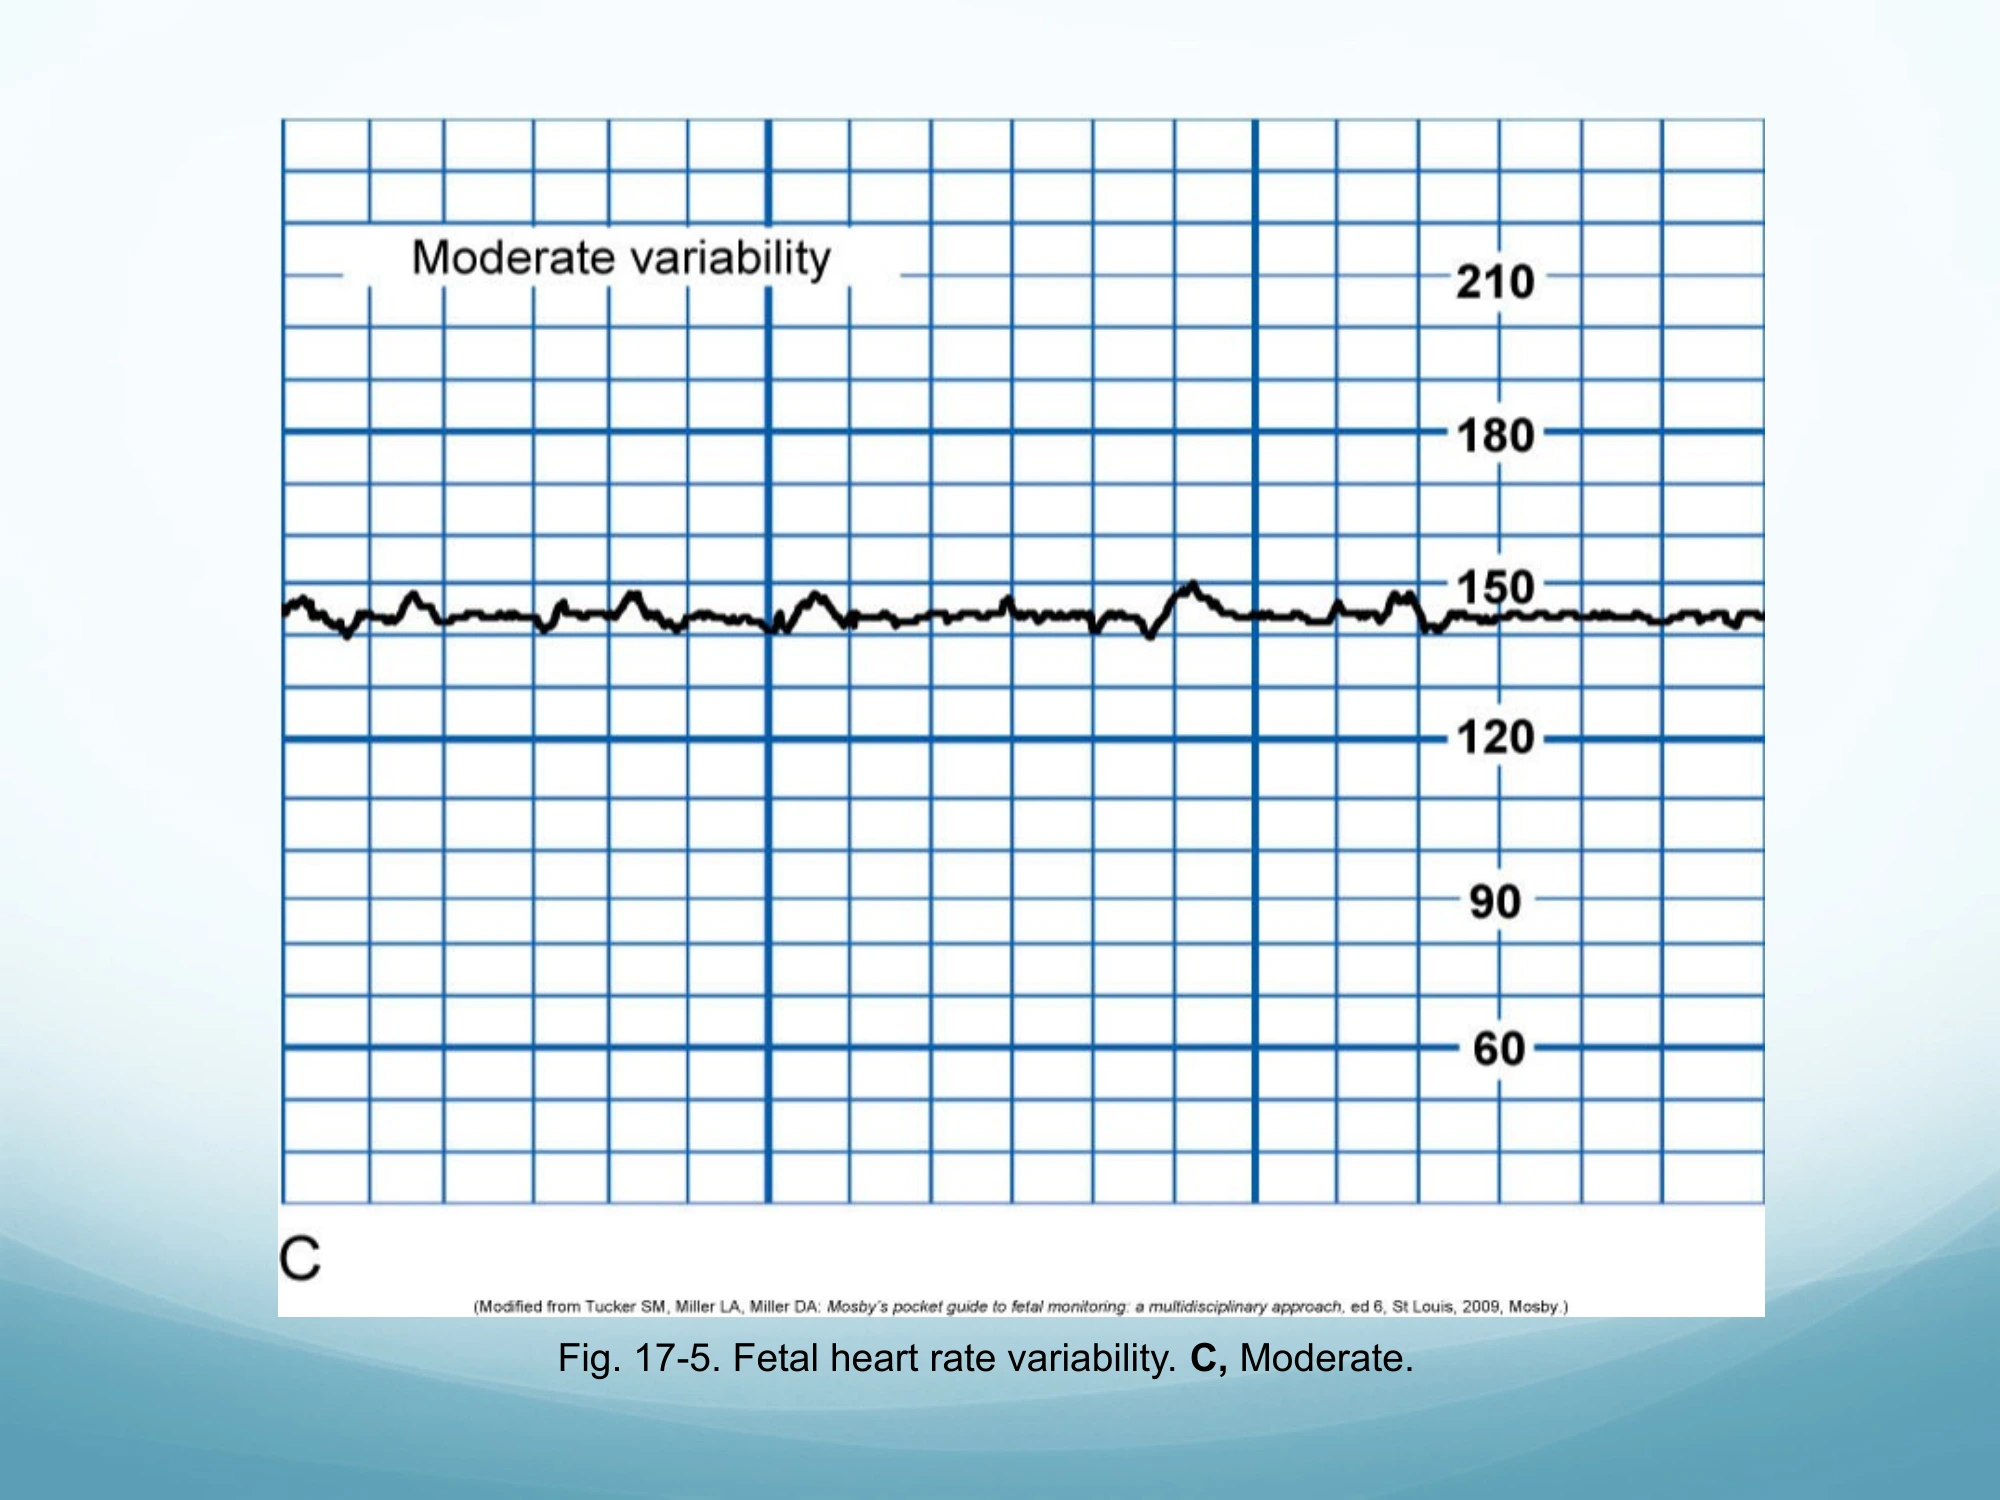 Moderate variability
210
180
150
120
90
60
C
(Modified from Tucker SM, Miller LA, Miller DA: Mosby's pocket guide to fetal monitoring: a multidisciplinary approach, ed 6, St Louis, 2009, Mosby.)
Fig. 17-5. Fetal heart rate variability. C, Moderate.